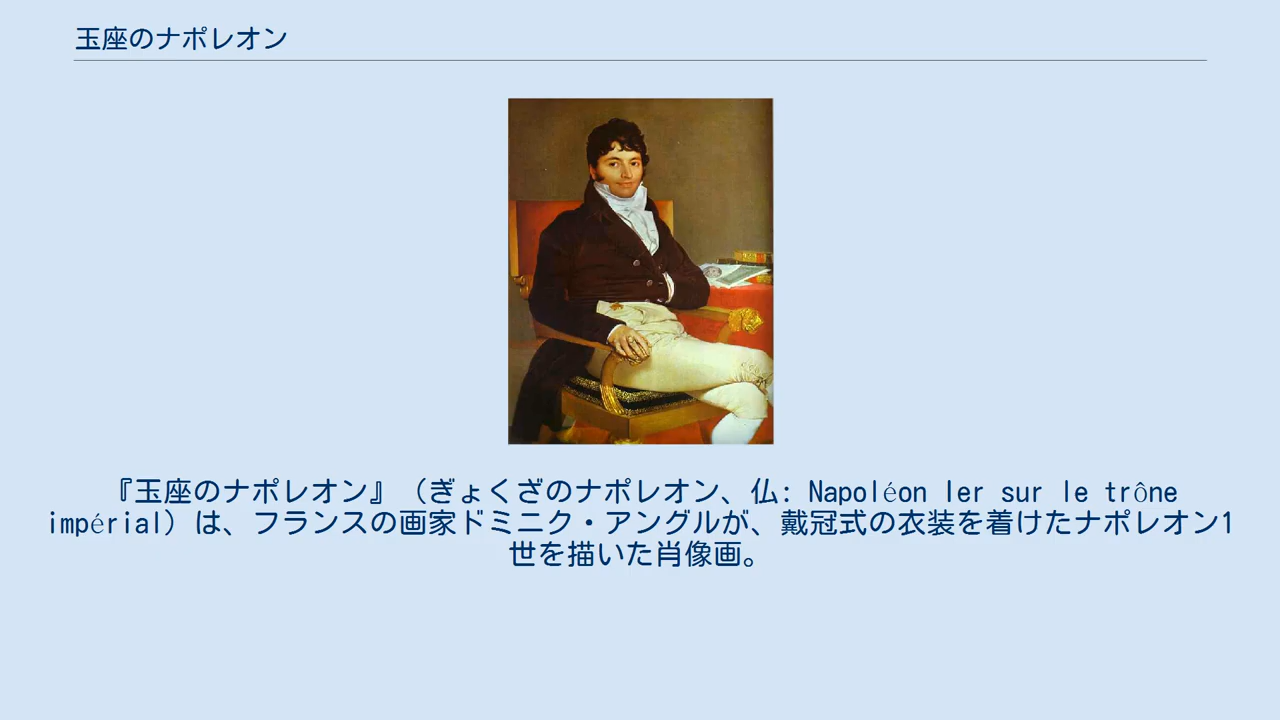 玉座のナポレオン
『玉座のナポレオン』（ぎょくざのナポレオン、仏: Napoléon Ier sur le trône
impérial）は、フランスの画家ドミニク・アングルが、戴冠式の衣装を着けたナポレオン1
世を描いた肖像画。